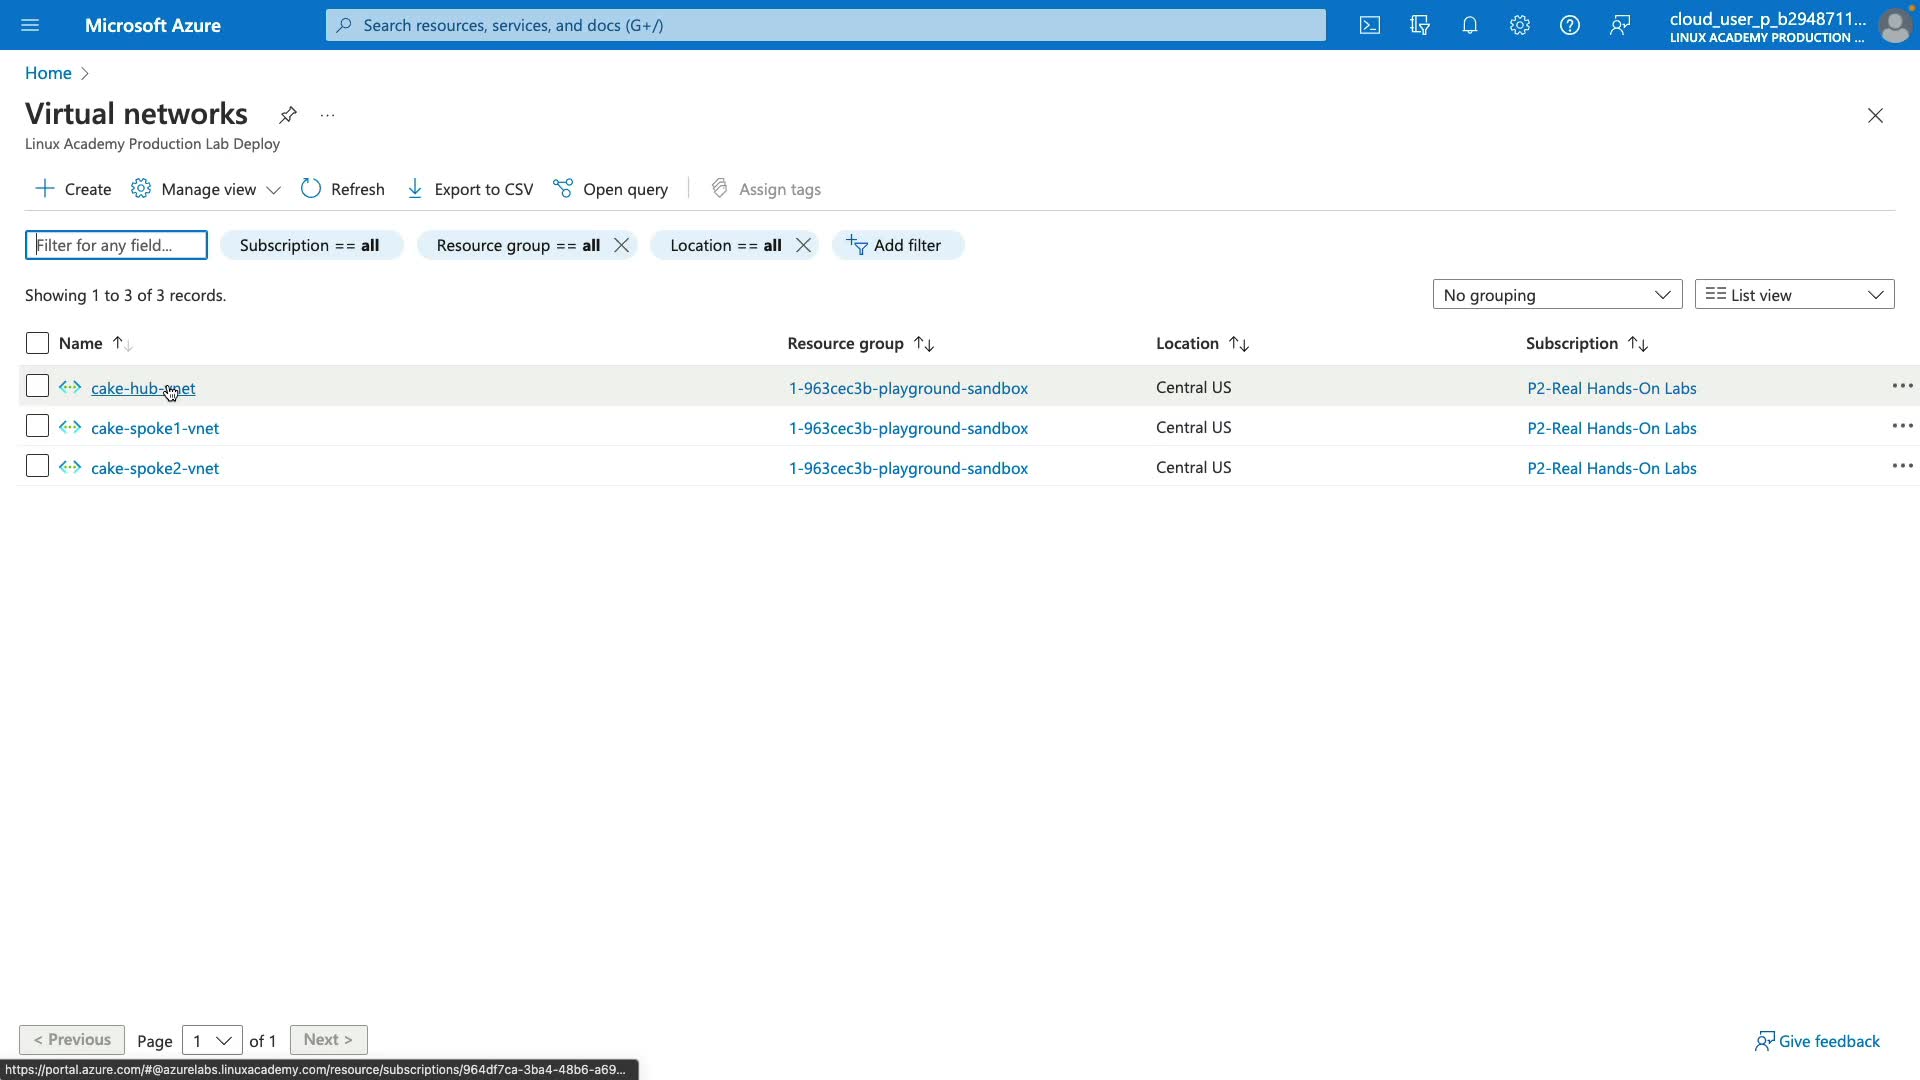 Microsoft Azure
Search resources, services, and docs (G+/)
cloud_user_p_b2948711...
LINUX ACADEMY PRODUCTION ...
Home
Virtual networks
Linux Academy Production Lab Deploy
Create Manage view Refresh Export to CSV Open query Assign tags
Filter for any field... Subscription == all Resource group == all Location == all Add filter
Showing 1 to 3 of 3 records. No grouping List view
Name Resource group Location Subscription
cake-hub-vnet 1-963cec3b-playground-sandbox Central US P2-Real Hands-On Labs
cake-spoke1-vnet 1-963cec3b-playground-sandbox Central US P2-Real Hands-On Labs
cake-spoke2-vnet 1-963cec3b-playground-sandbox Central US P2-Real Hands-On Labs
< Previous Page 1 of 1 Next > Give feedback
https://portal.azure.com/#@azurelabs.linuxacademy.com/resource/subscriptions/964df7ca-3ba4-48b6-a69...